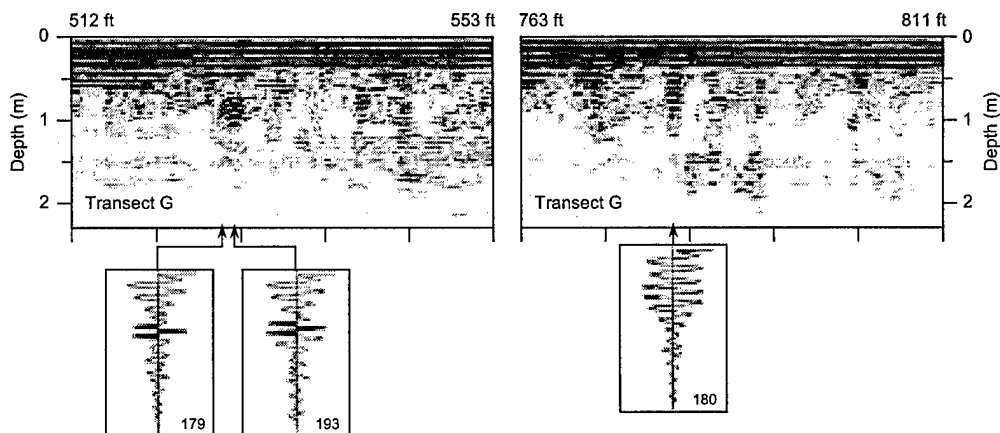 512 ft 553 ft 763 ft 811 ft
0 0
Depth (m) 1 1 Depth (m)
Transect G Transect G
2 2
179 193 180